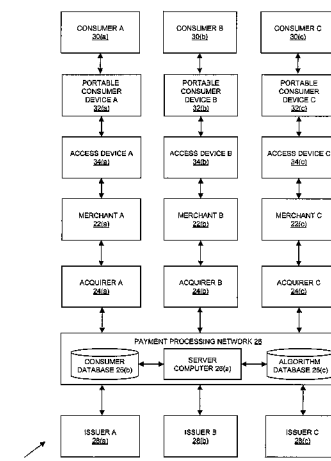 CONSUMER A
30(a)
CONSUMER B
30(b)
CONSUMER C
30(c)
PORTABLE
CONSUMER
DEVICE A
32(a)
PORTABLE
CONSUMER
DEVICE B
32(b)
PORTABLE
CONSUMER
DEVICE C
32(c)
ACCESS DEVICE A
34(a)
ACCESS DEVICE B
34(b)
ACCESS DEVICE C
34(c)
MERCHANT A
22(a)
MERCHANT B
22(b)
MERCHANT C
22(c)
ACQUIRER A
24(a)
ACQUIRER B
24(b)
ACQUIRER C
24(c)
PAYMENT PROCESSING NETWORK 26
CONSUMER
DATABASE 26(b)
SERVER
COMPUTER 26(a)
ALGORITHM
DATABASE 26(c)
ISSUER A
28(a)
ISSUER B
28(b)
ISSUER C
28(c)